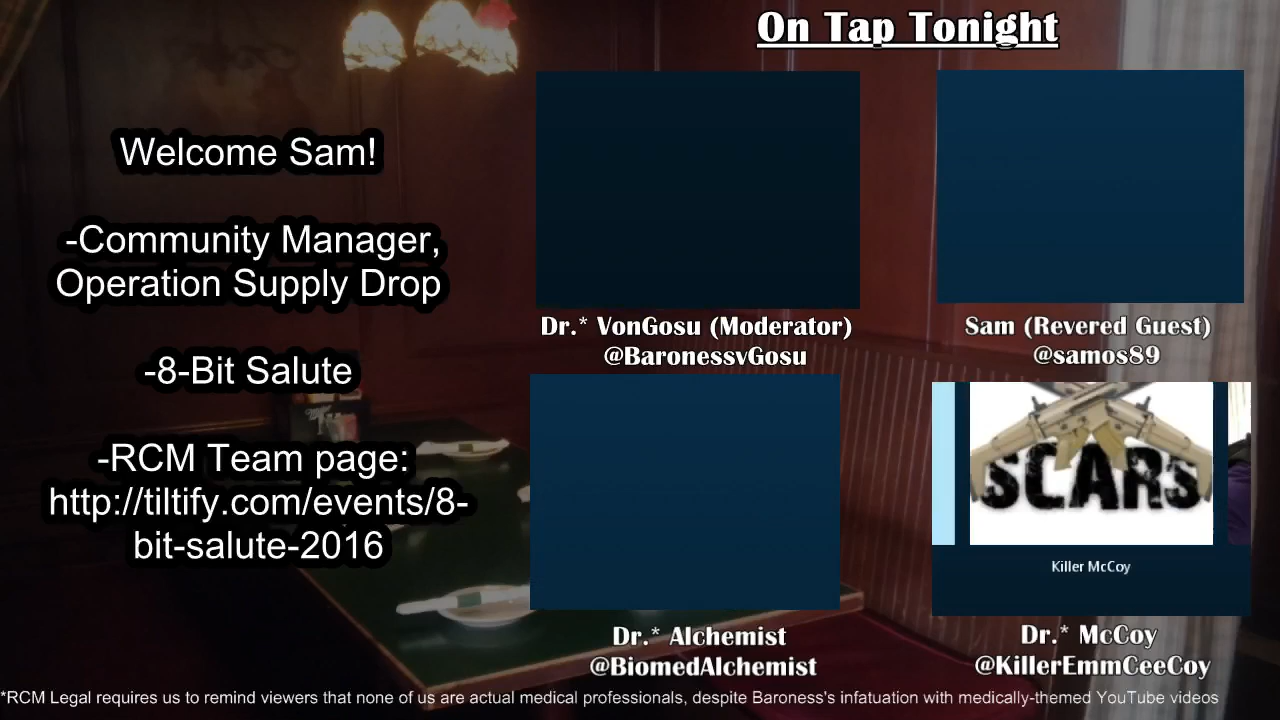 On Tap Tonight
Welcome Sam!
-Community Manager,
Operation Supply Drop
-8-Bit Salute
-RCM Team page:
http://tiltify.com/events/8-
bit-salute-2016
Dr.* VonGosu (Moderator)
@BaronessvGosu
Sam (Revered Guest)
@samos89
SCARS
Killer McCoy
Dr.* Alchemist
@BiomedAlchemist
Dr.* McCoy
@KillerEmmCeeCoy
*RCM Legal requires us to remind viewers that none of us are actual medical professionals, despite Baroness's infatuation with medically-themed YouTube videos